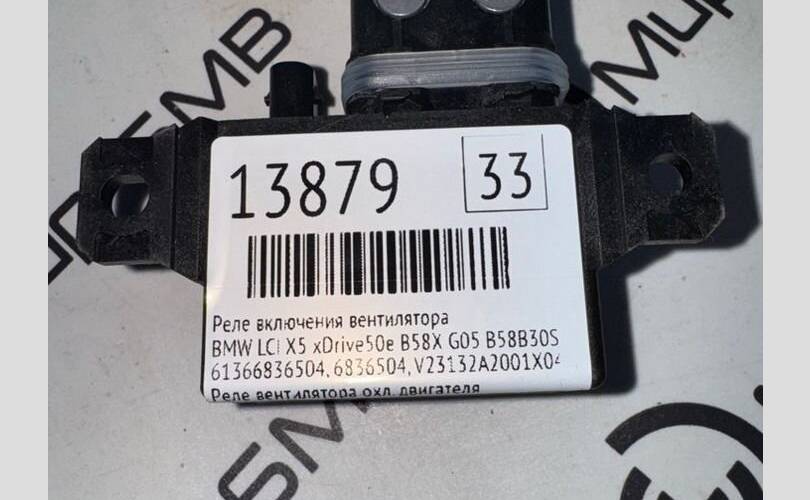 13879
33
Реле включения вентилятора
BMW LCI X5 xDrive50e B58X G05 B58B30S
61366836504, 6836504, V23132A2001X04
Реле вентилятора охл. двигателя